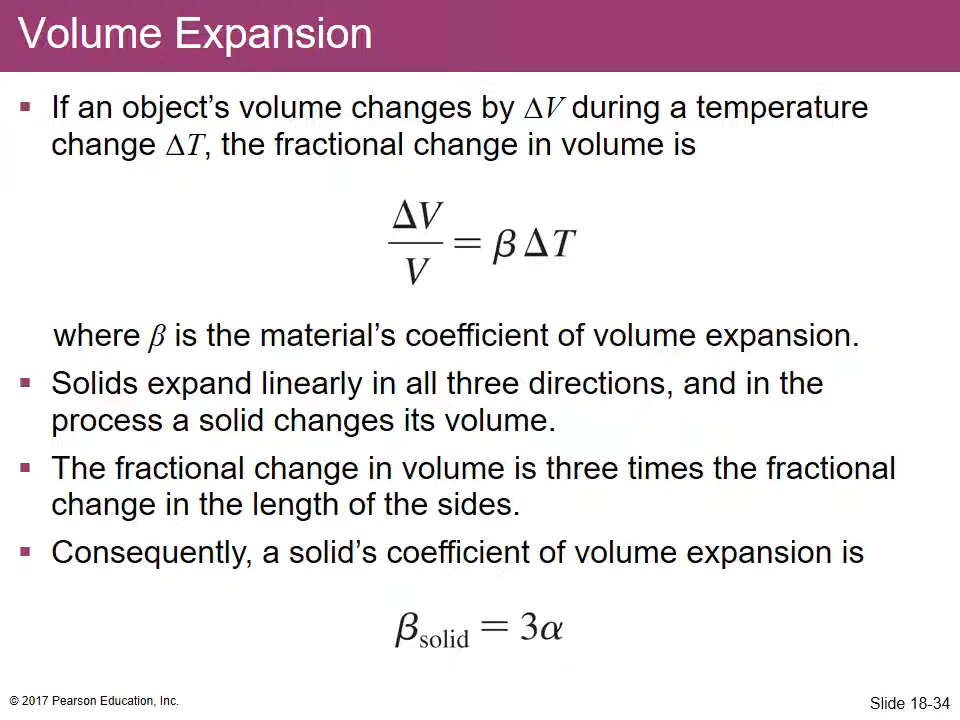 Volume Expansion
▪ If an object's volume changes by ΔV during a temperature
change ΔT, the fractional change in volume is
ΔV/V = β ΔT
where β is the material's coefficient of volume expansion.
▪ Solids expand linearly in all three directions, and in the
process a solid changes its volume.
▪ The fractional change in volume is three times the fractional
change in the length of the sides.
▪ Consequently, a solid's coefficient of volume expansion is
βsolid = 3α
© 2017 Pearson Education, Inc.
Slide 18-34